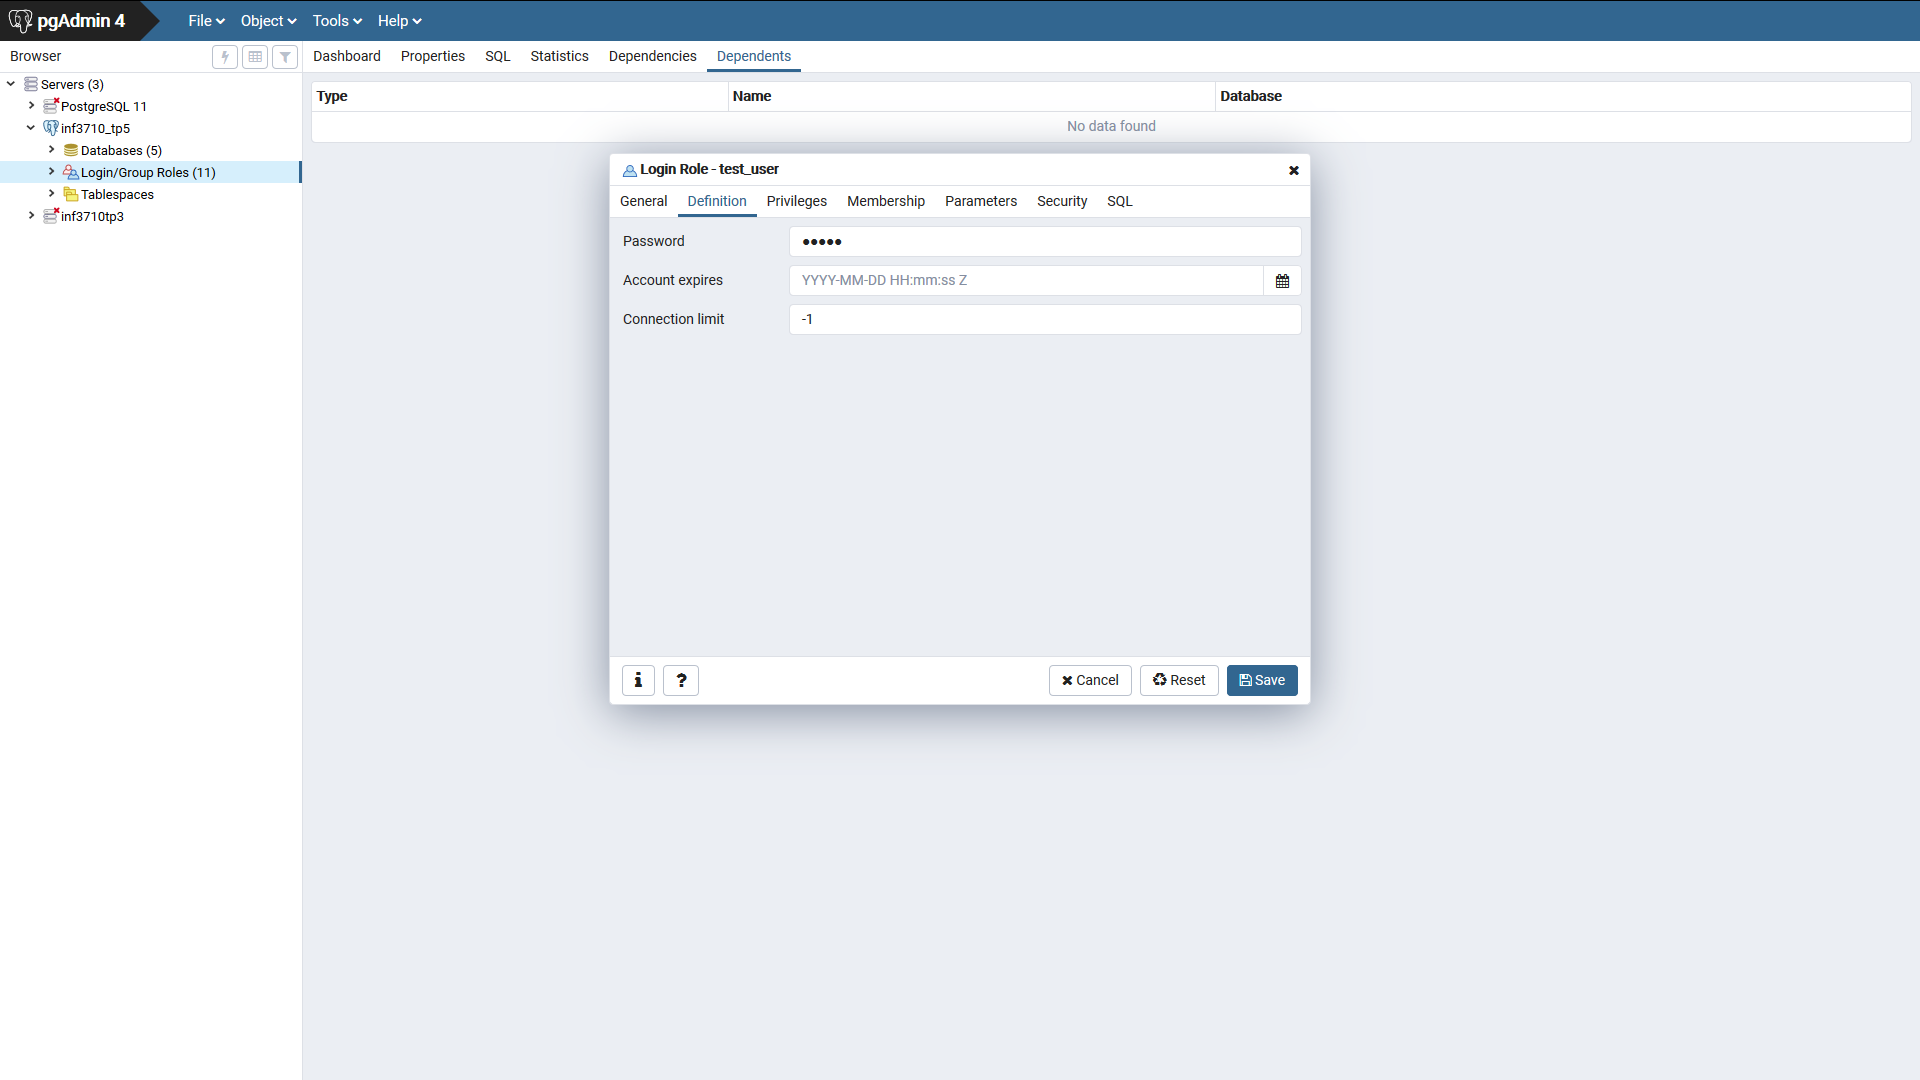 pgAdmin 4
File Object Tools Help
Browser
Dashboard Properties SQL Statistics Dependencies Dependents
Servers (3)
PostgreSQL 11
inf3710_tp5
Databases (5)
Login/Group Roles (11)
Tablespaces
inf3710tp3
Type Name Database
No data found
Login Role - test_user
General Definition Privileges Membership Parameters Security SQL
Password •••••
Account expires YYYY-MM-DD HH:mm:ss Z
Connection limit -1
i ? Cancel Reset Save